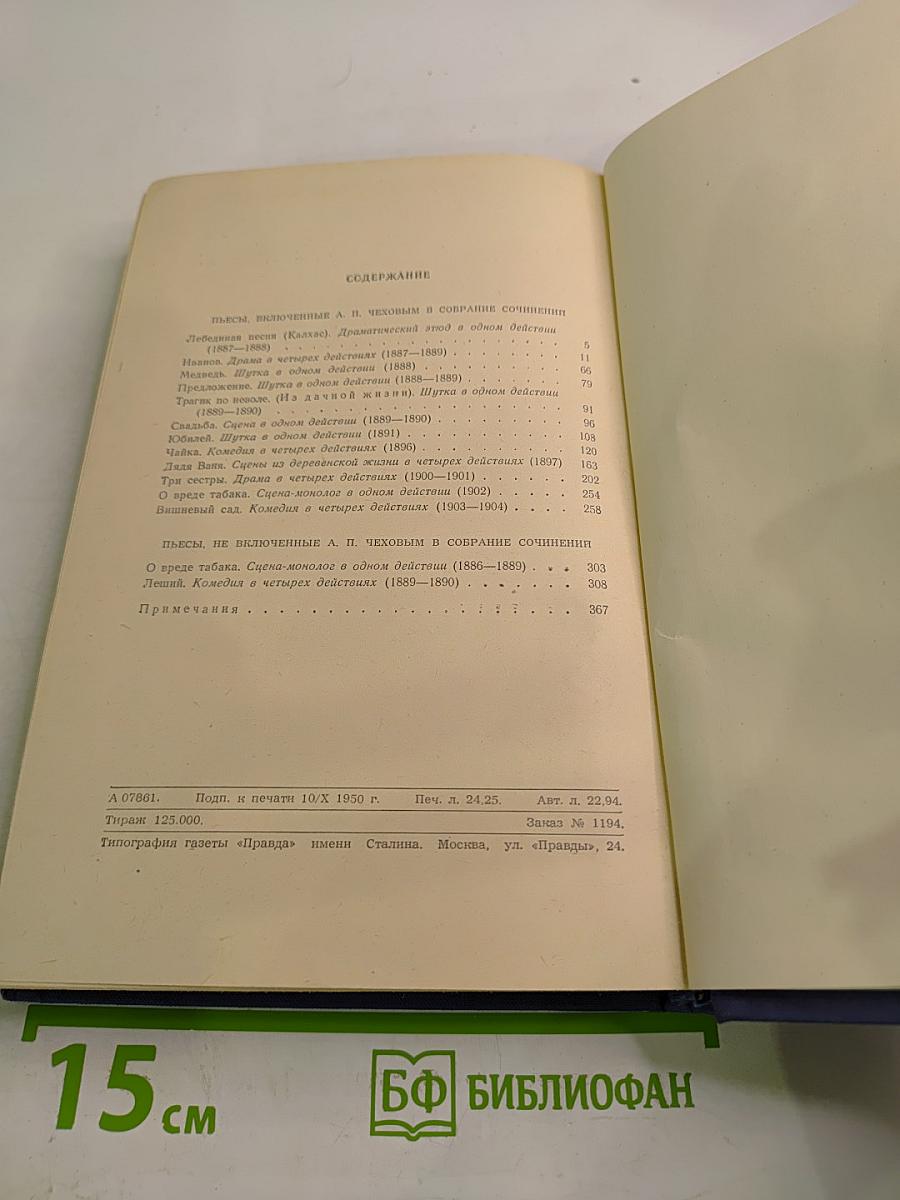 СОДЕРЖАНИЕ
ПЬЕСЫ, ВКЛЮЧЕННЫЕ А. П. ЧЕХОВЫМ В СОБРАНИЕ СОЧИНЕНИЙ
Лебединая песня (Калхас). Драматический этюд в одном действии
(1887—1888) . . . . . . . . . . . . . . . . . . 5
Иванов. Драма в четырех действиях (1887—1889) . . . . . . . 11
Медведь. Шутка в одном действии (1888) . . . . . . . . . 66
Предложение. Шутка в одном действии (1888—1889) . . . . . . 79
Трагик по неволе. (Из дачной жизни). Шутка в одном действии
(1889—1890) . . . . . . . . . . . . . . . . . . 91
Свадьба. Сцена в одном действии (1889—1890) . . . . . . . . 96
Юбилей. Шутка в одном действии (1891) . . . . . . . . . . 108
Чайка. Комедия в четырех действиях (1896) . . . . . . . . . 120
Дядя Ваня. Сцены из деревенской жизни в четырех действиях (1897) 163
Три сестры. Драма в четырех действиях (1900—1901) . . . . . . 202
О вреде табака. Сцена-монолог в одном действии (1902) . . . . . 254
Вишневый сад. Комедия в четырех действиях (1903—1904) . . . . 258
ПЬЕСЫ, НЕ ВКЛЮЧЕННЫЕ А. П. ЧЕХОВЫМ В СОБРАНИЕ СОЧИНЕНИЙ
О вреде табака. Сцена-монолог в одном действии (1886—1889) . . . 303
Леший. Комедия в четырех действиях (1889—1890) . . . . . . . 308
Примечания . . . . . . . . . . . . . . . . . . . . 367
А 07861. Подп. к печати 10/X 1950 г. Печ. л. 24,25. Авт. л. 22,94.
Тираж 125.000. Заказ № 1194.
Типография газеты «Правда» имени Сталина. Москва, ул. «Правды», 24.
15 см БФ БИБЛИОФАН